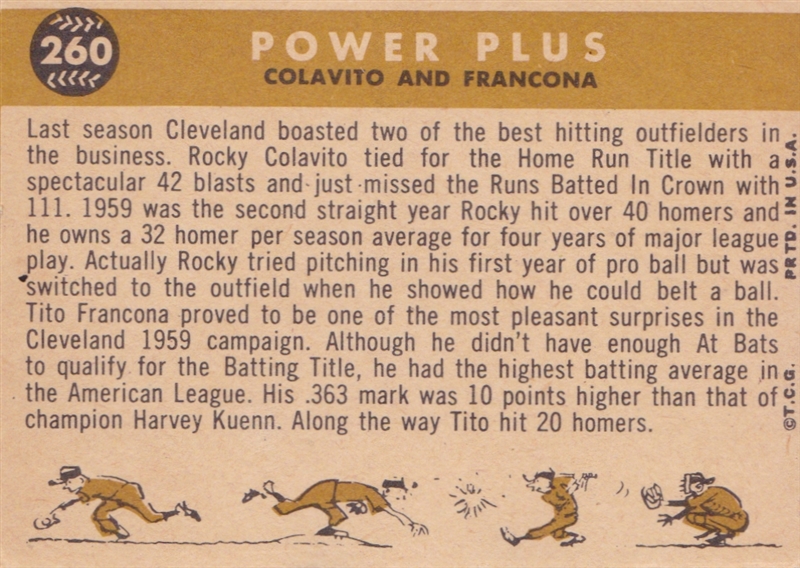 260
POWER PLUS
COLAVITO AND FRANCONA
Last season Cleveland boasted two of the best hitting outfielders in
the business. Rocky Colavito tied for the Home Run Title with a
spectacular 42 blasts and just missed the Runs Batted In Crown with
111. 1959 was the second straight year Rocky hit over 40 homers and
he owns a 32 homer per season average for four years of major league
play. Actually Rocky tried pitching in his first year of pro ball but was
switched to the outfield when he showed how he could belt a ball.
Tito Francona proved to be one of the most pleasant surprises in the
Cleveland 1959 campaign. Although he didn't have enough At Bats
to qualify for the Batting Title, he had the highest batting average in
the American League. His .363 mark was 10 points higher than that of
champion Harvey Kuenn. Along the way Tito hit 20 homers.
©T.C.G. PRTD. IN U.S.A.